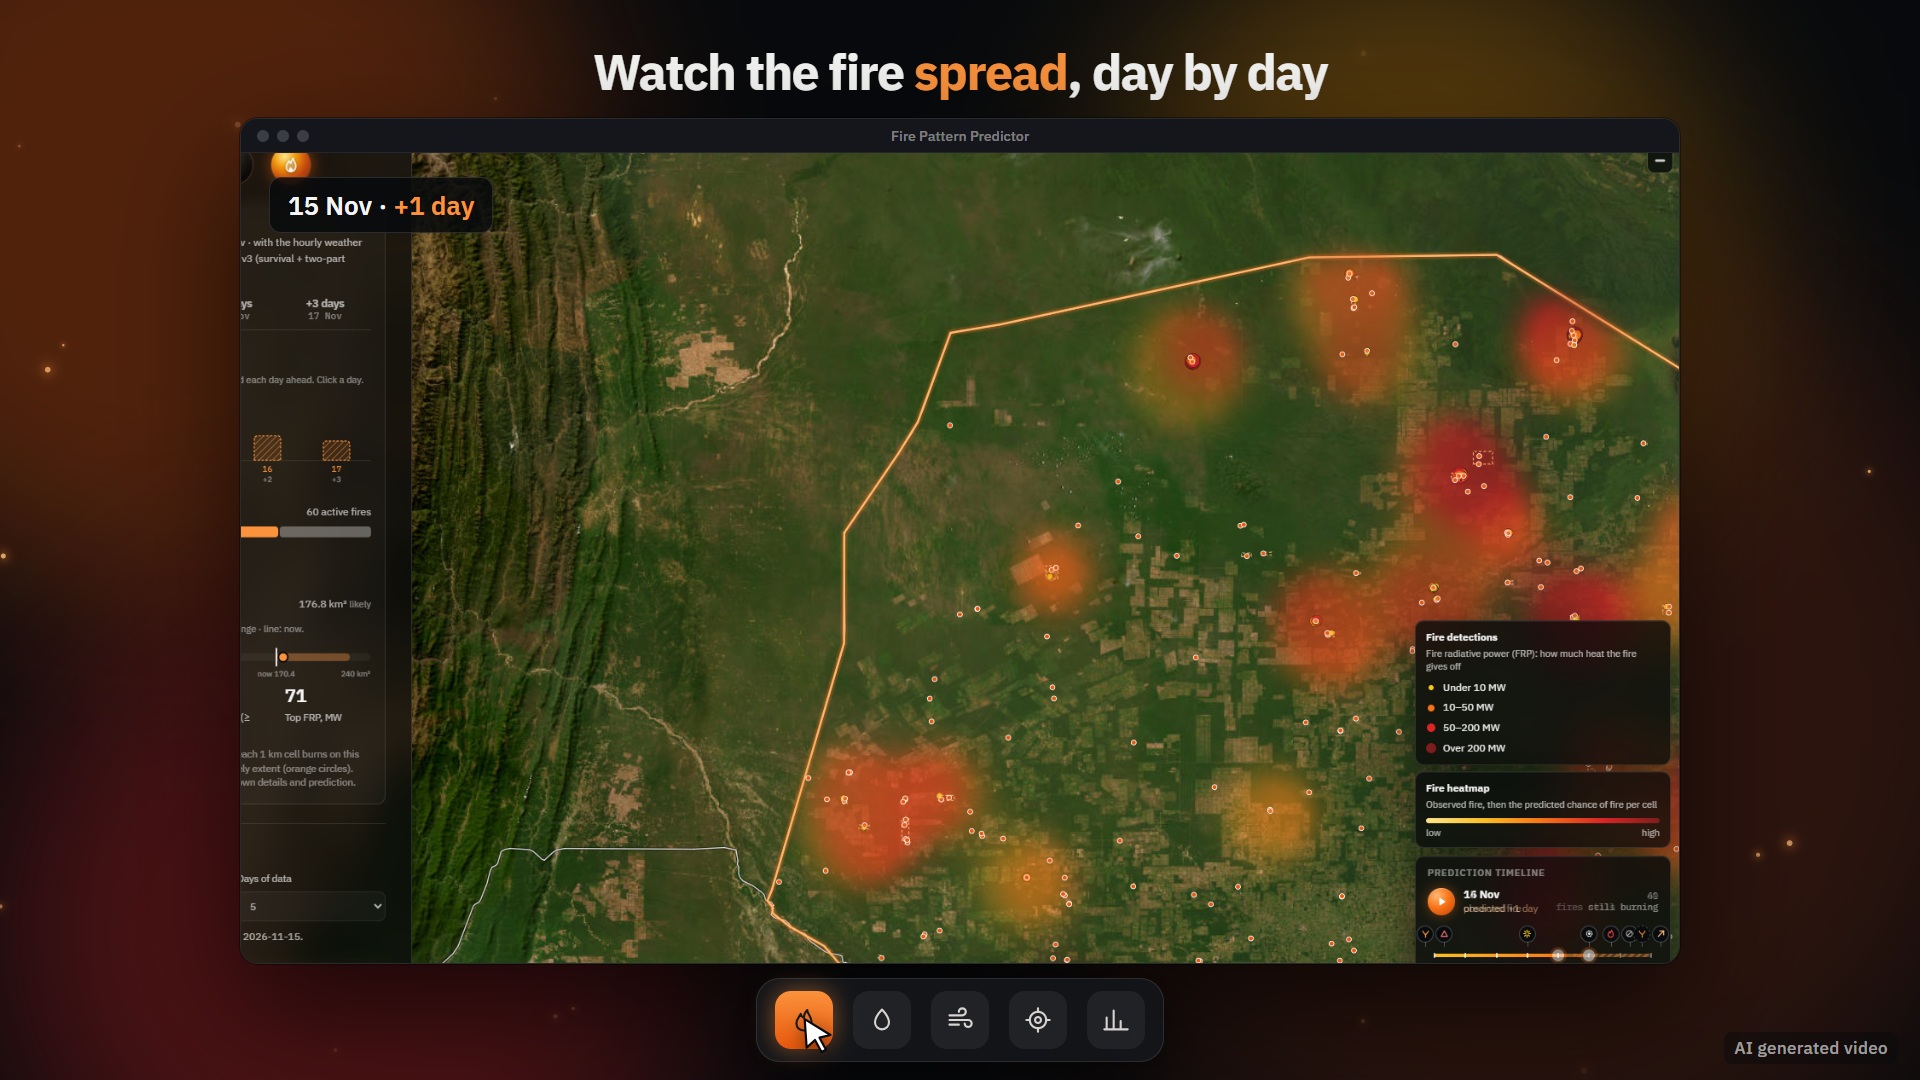 Watch the fire spread, day by day
Fire Pattern Predictor
15 Nov · +1 day
v · with the hourly weather
v3 (survival + two-part
+3 days
17 Nov
each day ahead. Click a day.
16
17
+2
+3
60 active fires
176.8 km² likely
nge · line: now.
now 170.4
240 km²
71
(≥
Top FRP, MW
ach 1 km cell burns on this
ly extent (orange circles).
wn details and prediction.
Days of data
5
2026-11-15.
Fire detections
Fire radiative power (FRP): how much heat the fire
gives off
Under 10 MW
10–50 MW
50–200 MW
Over 200 MW
Fire heatmap
Observed fire, then the predicted chance of fire per cell
low
high
PREDICTION TIMELINE
Nov
fires still burning
AI generated video